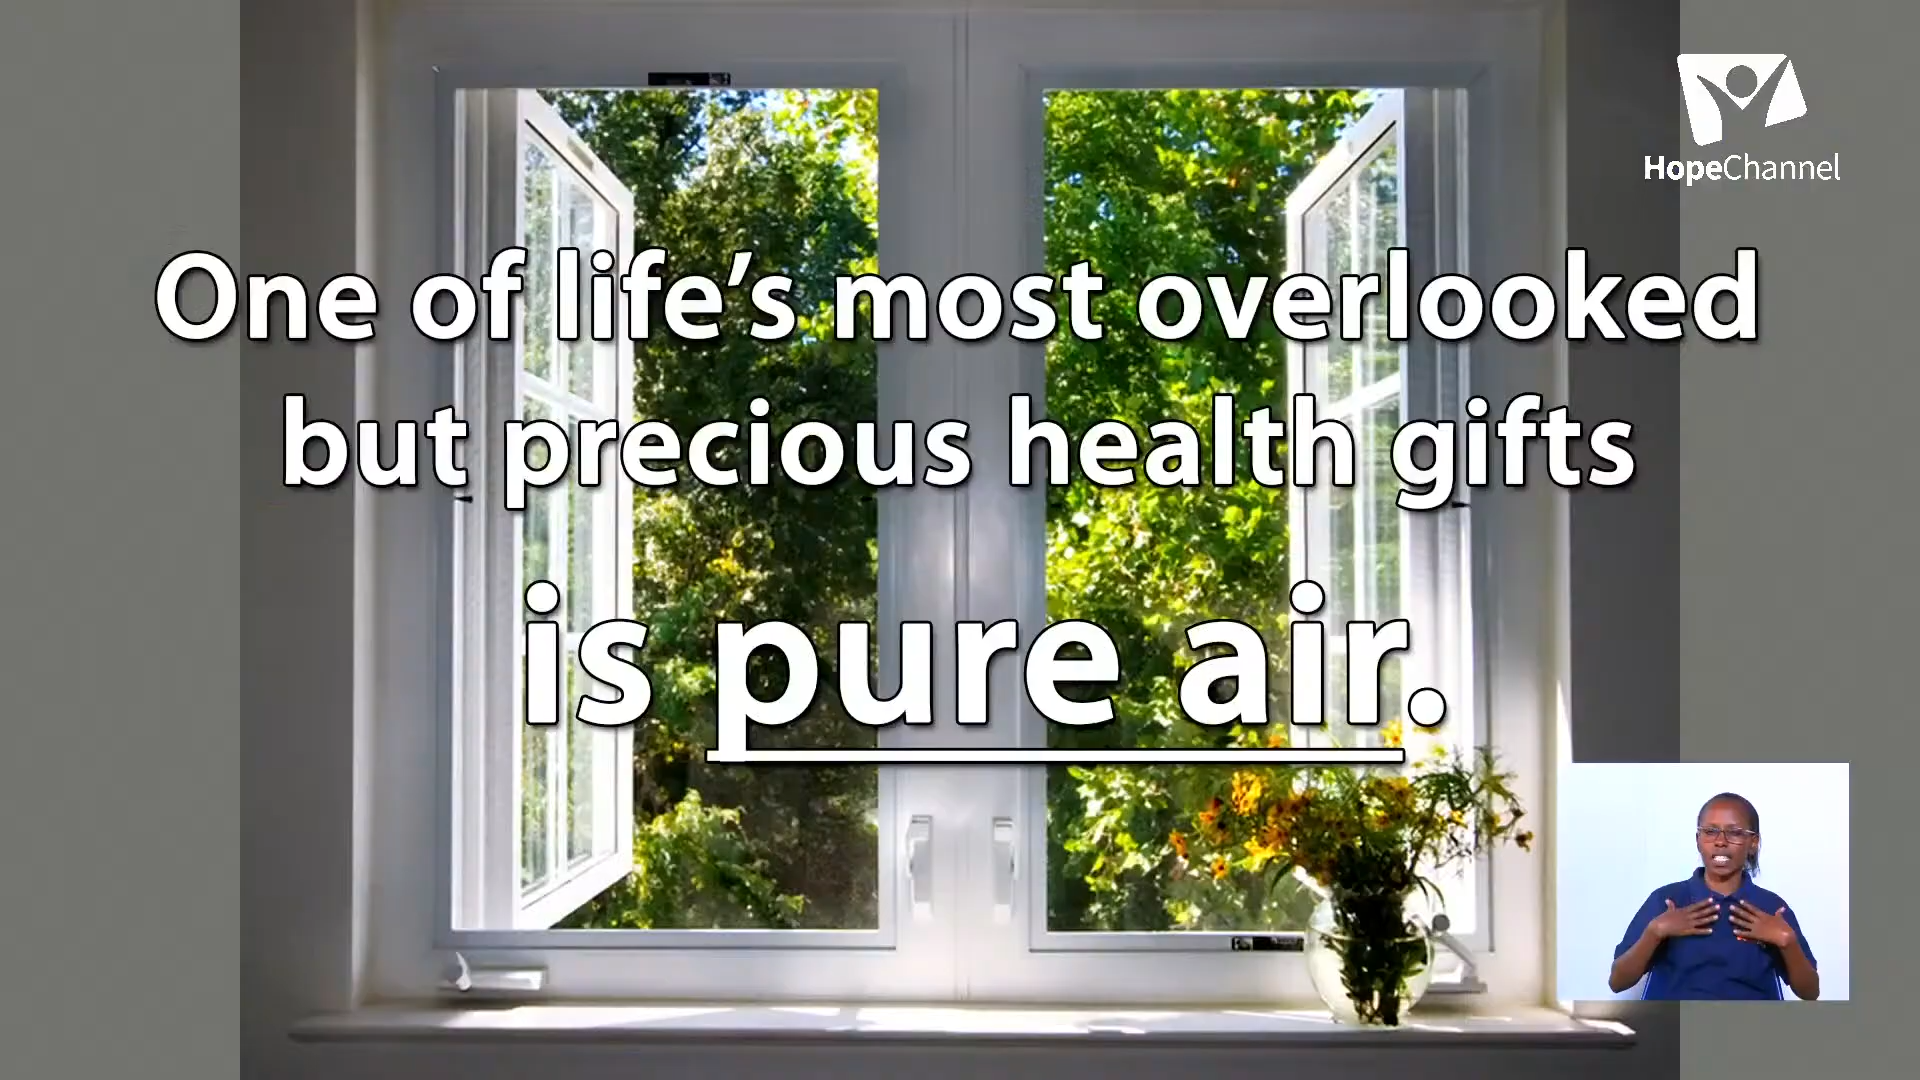 HopeChannel
One of life’s most overlooked
but precious health gifts
is pure air.